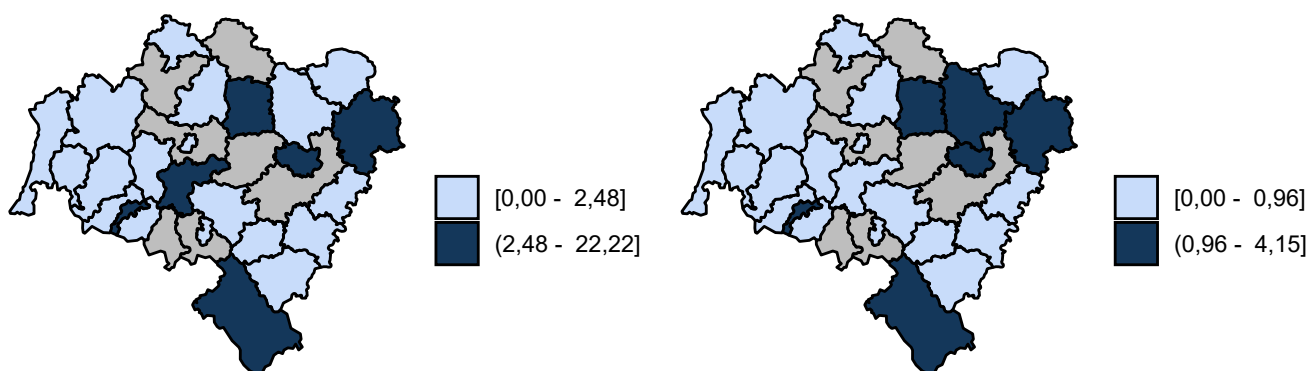 [0,00 -  2,48]
(2,48 -  22,22]
[0,00 -  0,96]
(0,96 -  4,15]